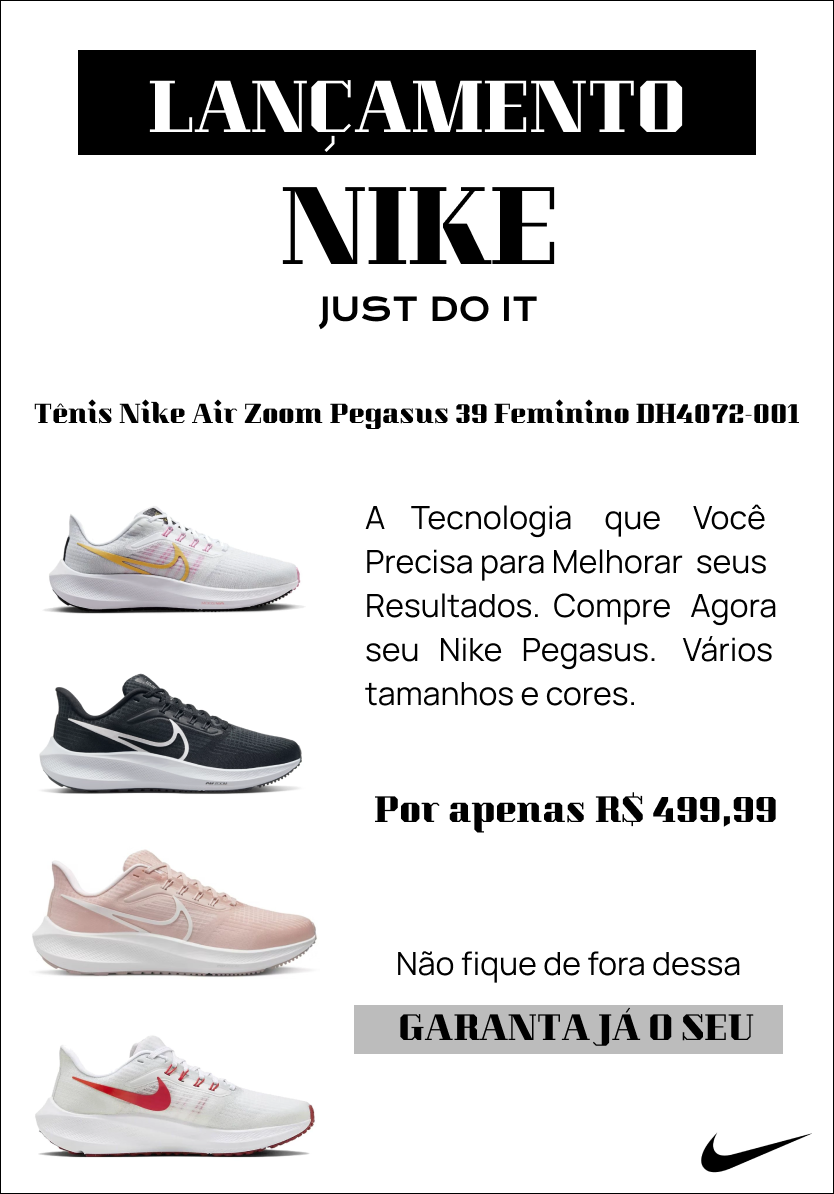 LANÇAMENTO
NIKE
JUST DO IT
Tênis Nike Air Zoom Pegasus 39 Feminino DH4072-001
A Tecnologia que Você
Precisa para Melhorar seus
Resultados. Compre Agora
seu Nike Pegasus. Vários
tamanhos e cores.
Por apenas R$ 499,99
Não fique de fora dessa
GARANTA JÁ O SEU